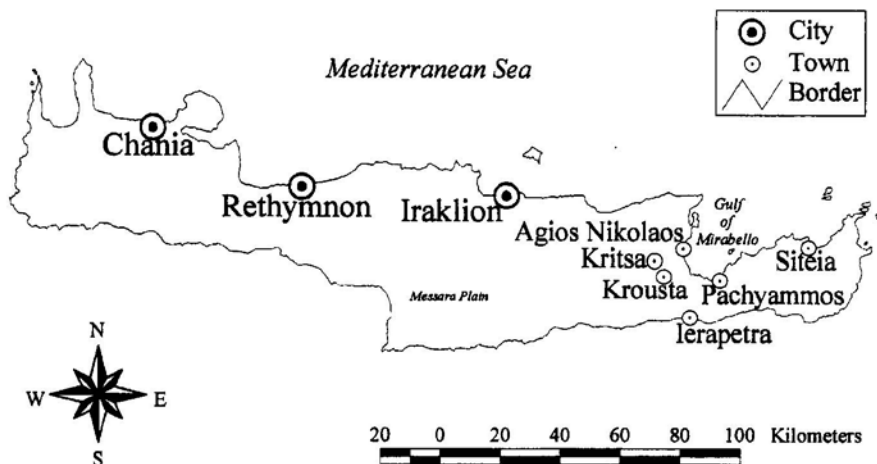 City
Town
Border
Mediterranean Sea
Chania
Rethymnon
Iraklion
Gulf
of
Mirabello
Agios Nikolaos
Kritsa
Krousta
Siteia
Pachyammos
Messara Plain
Ierapetra
N
W
E
S
20 0 20 40 60 80 100 Kilometers